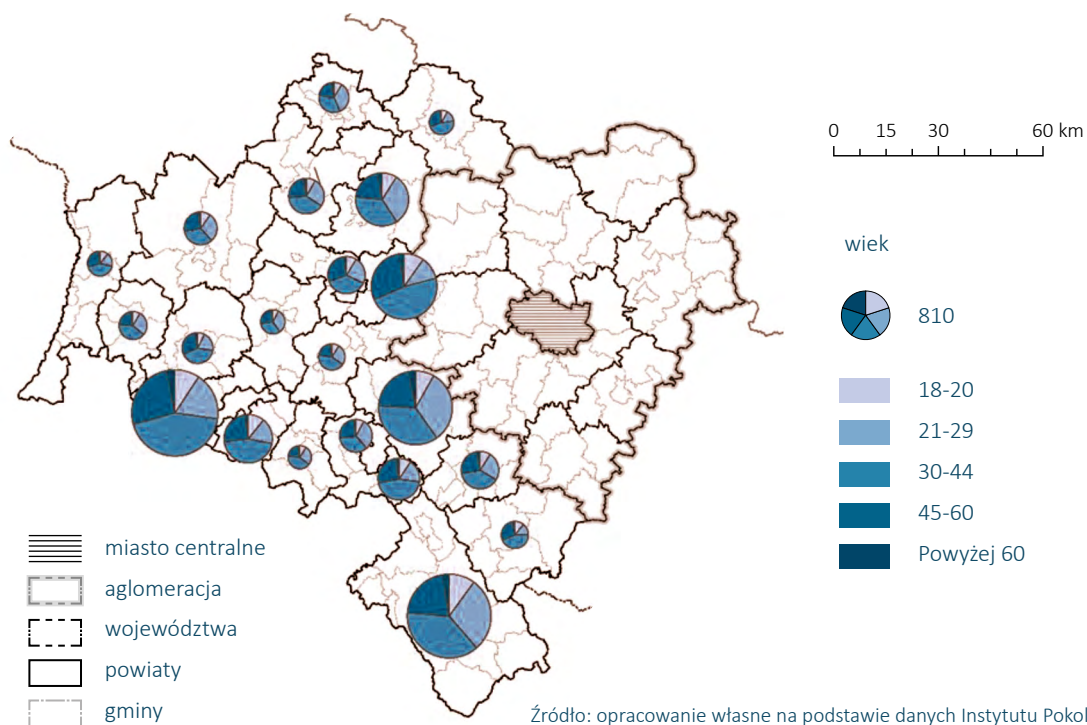 0 15 30 60 km
wiek
810
18-20
21-29
30-44
45-60
Powyżej 60
miasto centralne
aglomeracja
województwa
powiaty
gminy
Źródło: opracowanie własne na podstawie danych Instytutu Pokol